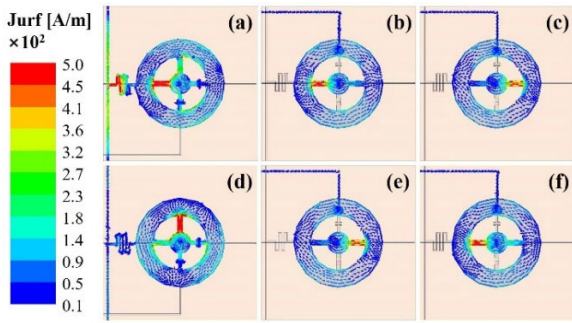 Jurf [A/m]
×10²
5.0
4.5
4.1
3.6
3.2
2.7
2.3
1.8
1.4
0.9
0.5
0.1
(a)
(b)
(c)
(d)
(e)
(f)